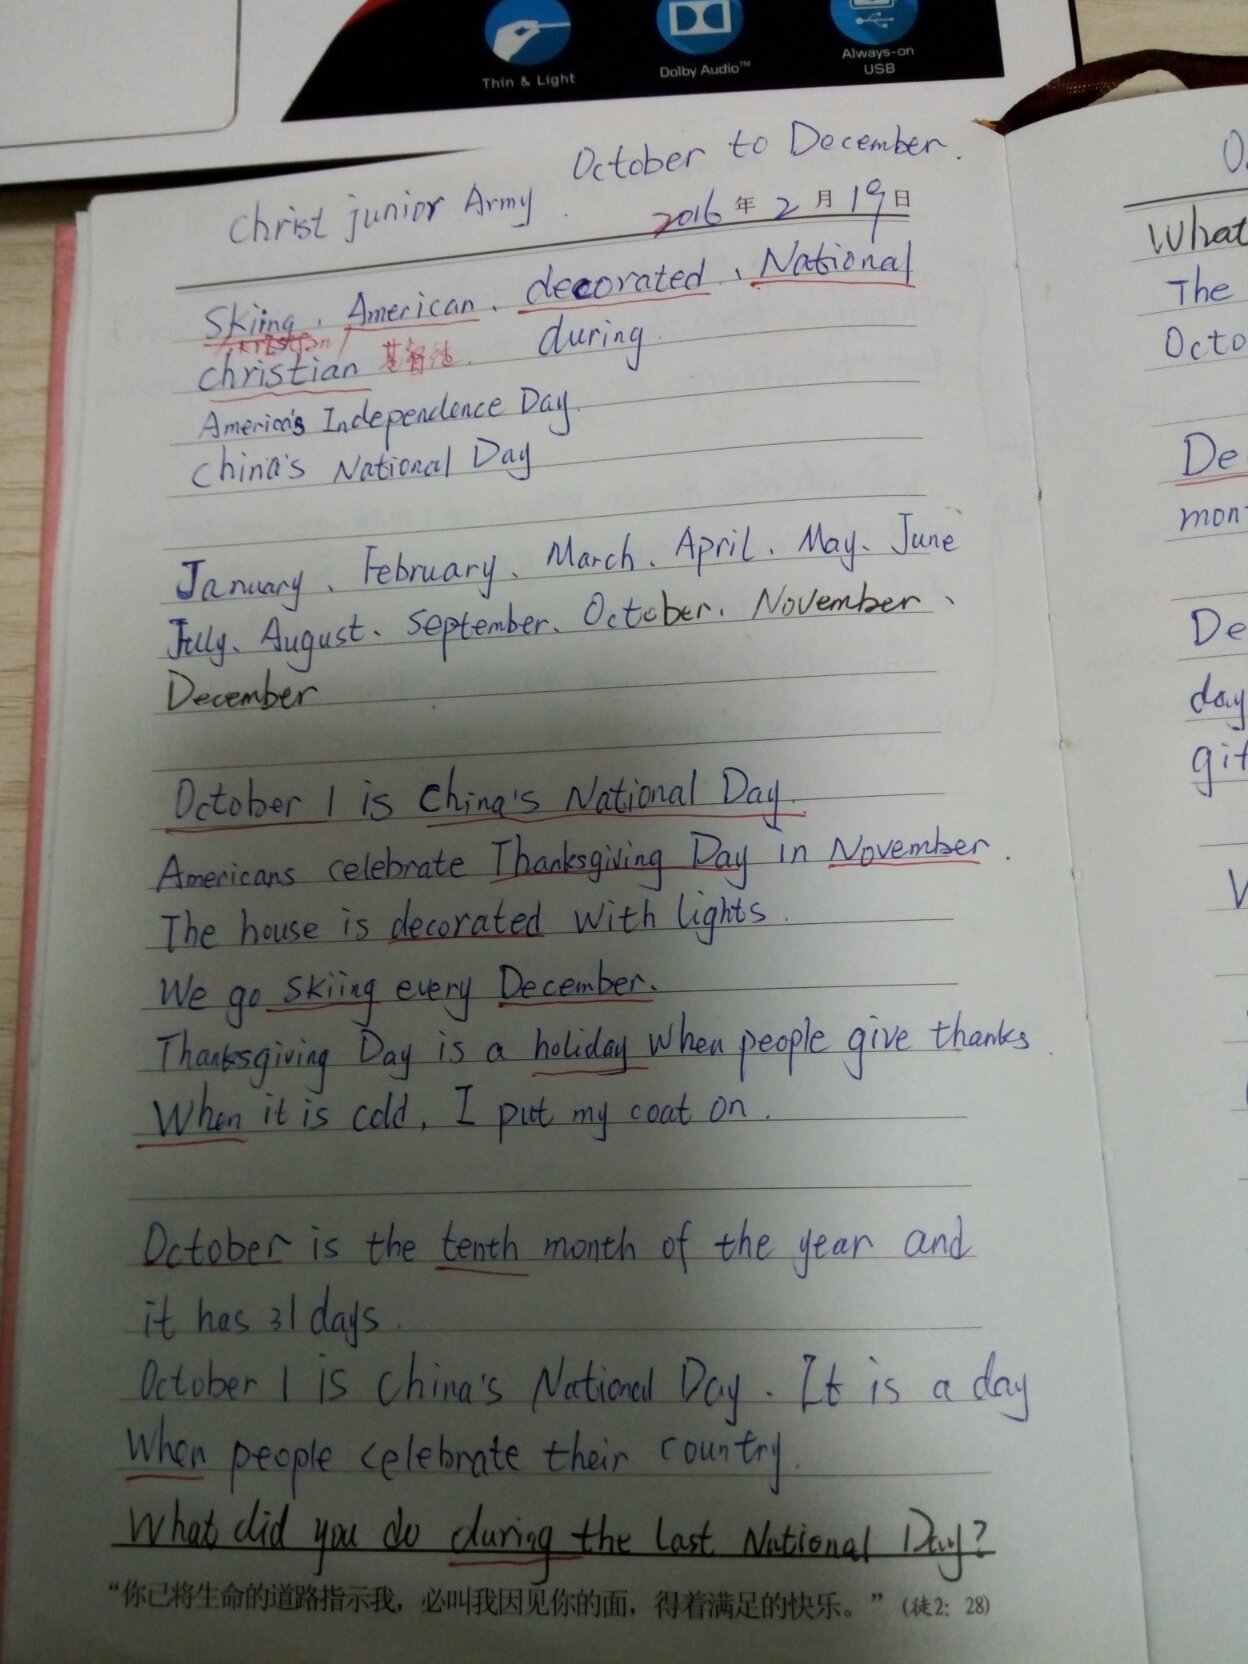 Thin & Light
Dolby Audio™
Always-on
USB
October to December.
Christ junior Army
2016年2月19日
Skiing、American、decorated、National
christian 基督徒 during
America's Independence Day.
China's National Day
January、February、March、April、May、June
July、August、September、October、November、
December
October 1 is China's National Day.
Americans celebrate Thanksgiving Day in November.
The house is decorated with lights.
We go skiing every December.
Thanksgiving Day is a holiday when people give thanks.
When it is cold, I put my coat on.
October is the tenth month of the year and
it has 31 days.
October 1 is China's National Day. It is a day
when people celebrate their country.
What did you do during the last National Day?
“你已将生命的道路指示我，必叫我因见你的面，得着满足的快乐。”(徒2：28)
What
The
Octo
De
mon
De
day
gif